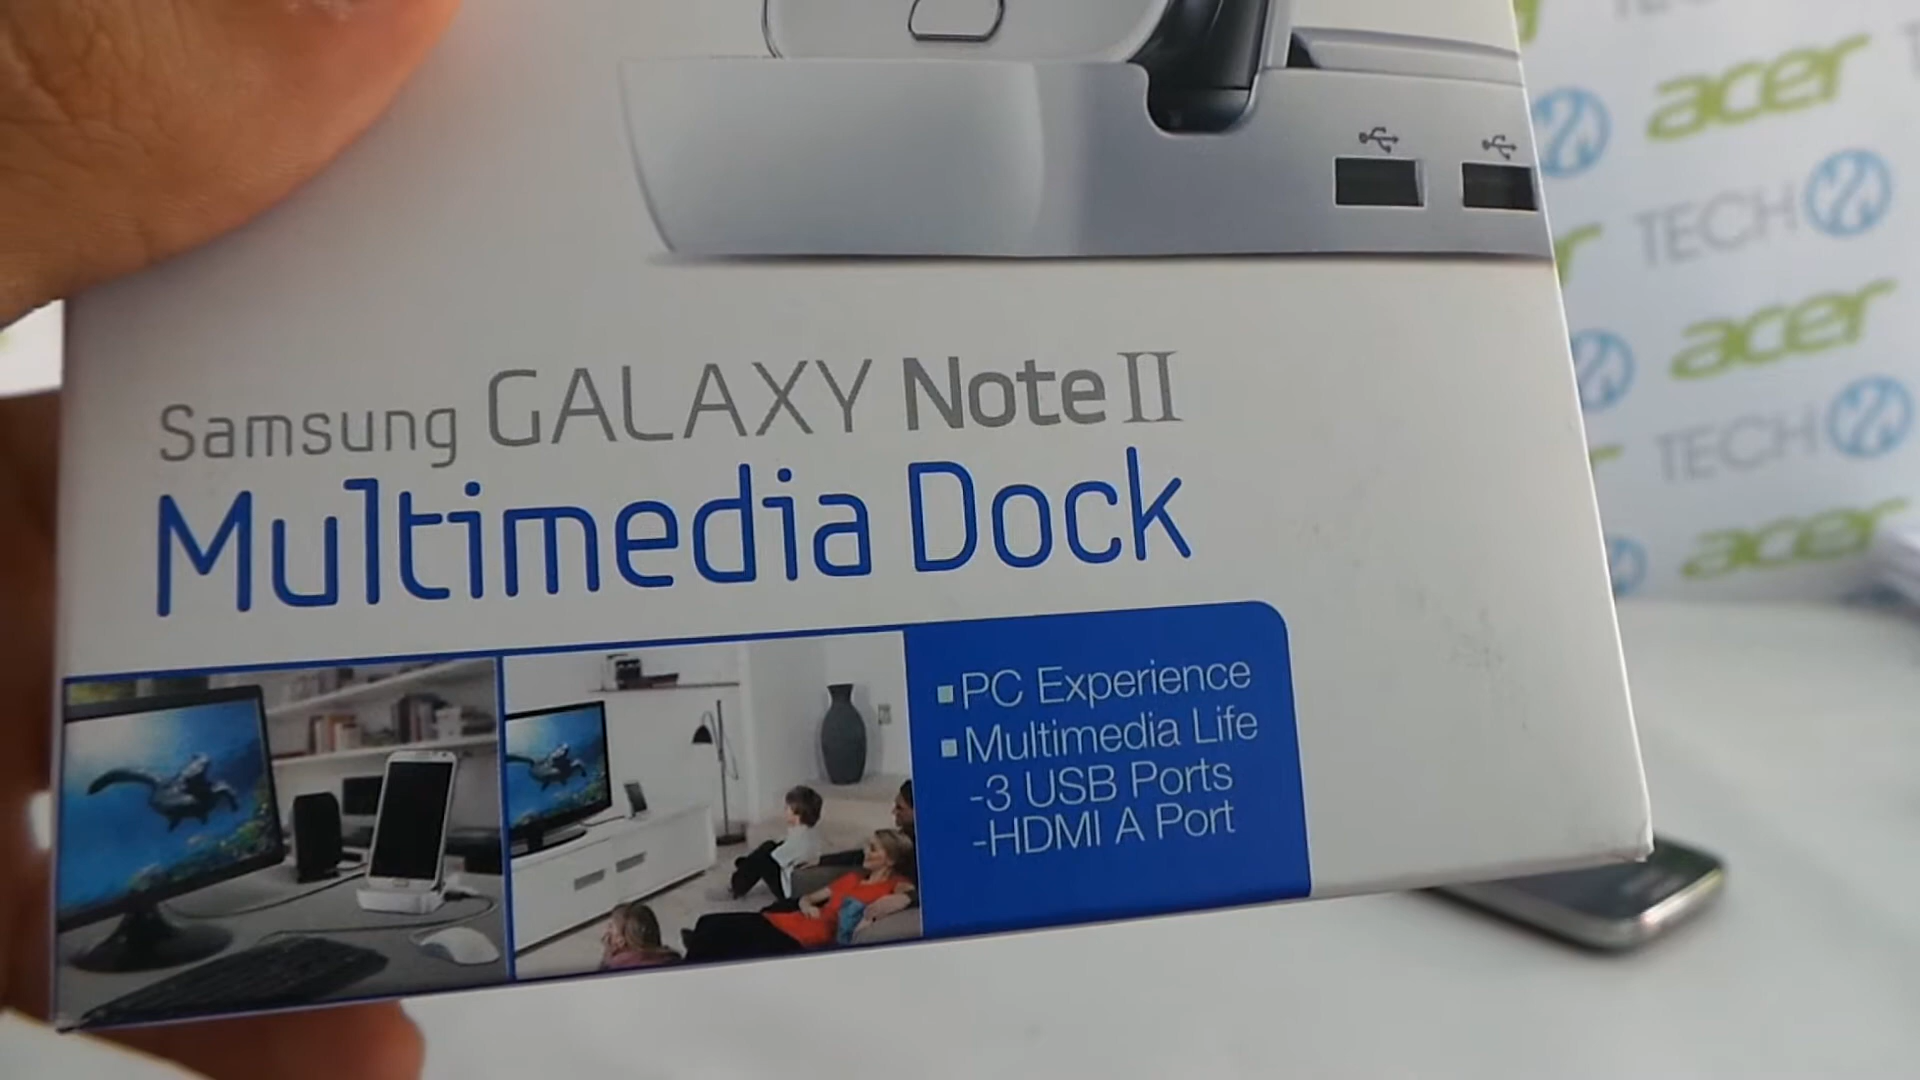 Samsung GALAXY Note II
Multimedia Dock
▪PC Experience
▪Multimedia Life
-3 USB Ports
-HDMI A Port
acer
TECH
acer
TECH
acer